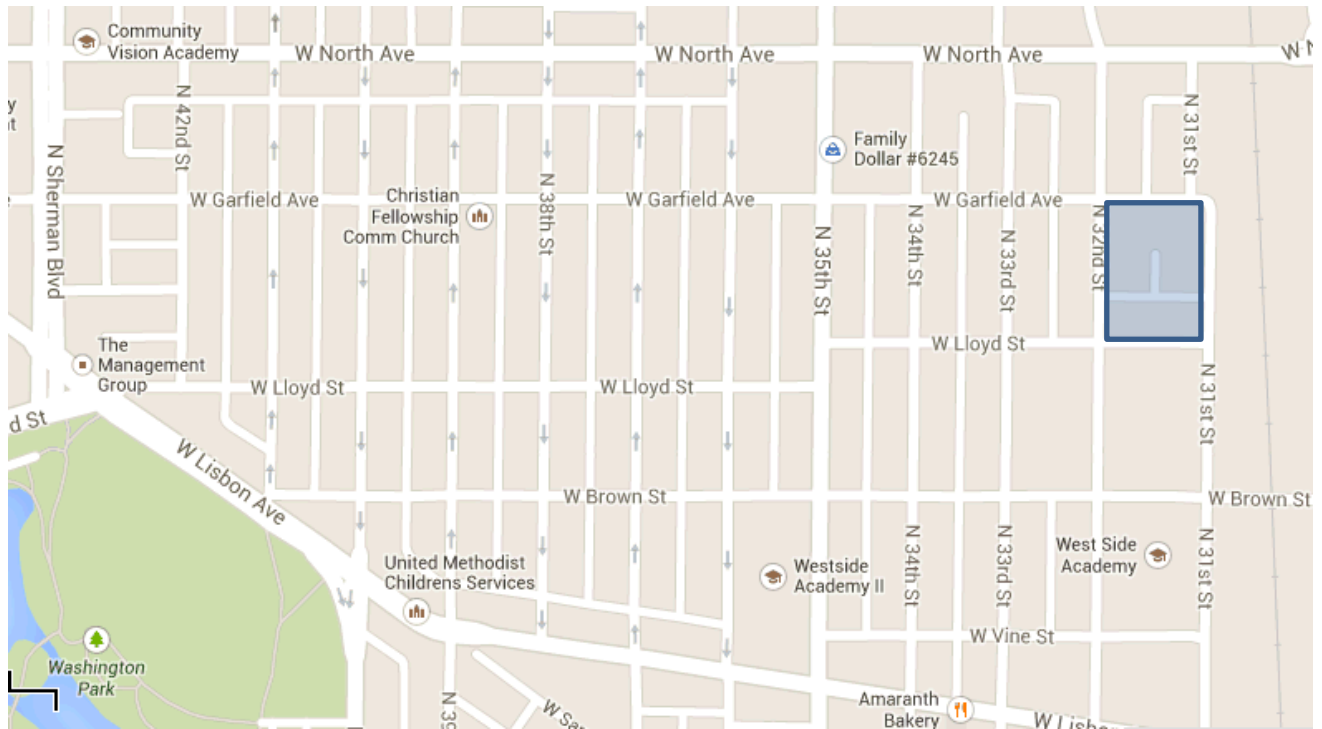 Community
Vision Academy
W North Ave
W North Ave
W North Ave
W N
N 42nd St
N 31st St
y
t
N Sherman Blvd
Family
Dollar #6245
W Garfield Ave
Christian
Fellowship
Comm Church
N 38th St
W Garfield Ave
W Garfield Ave
N 35th St
N 34th St
N 33rd St
N 32nd St
The
Management
Group
W Lloyd St
W Lloyd St
W Lloyd St
N 31st St
d St
W Lisbon Ave
W Brown St
W Brown St
United Methodist
Childrens Services
Westside
Academy II
N 34th St
N 33rd St
West Side
Academy
N 31st St
W Vine St
Washington
Park
N 39
W Sar
Amaranth
Bakery
W Lisb